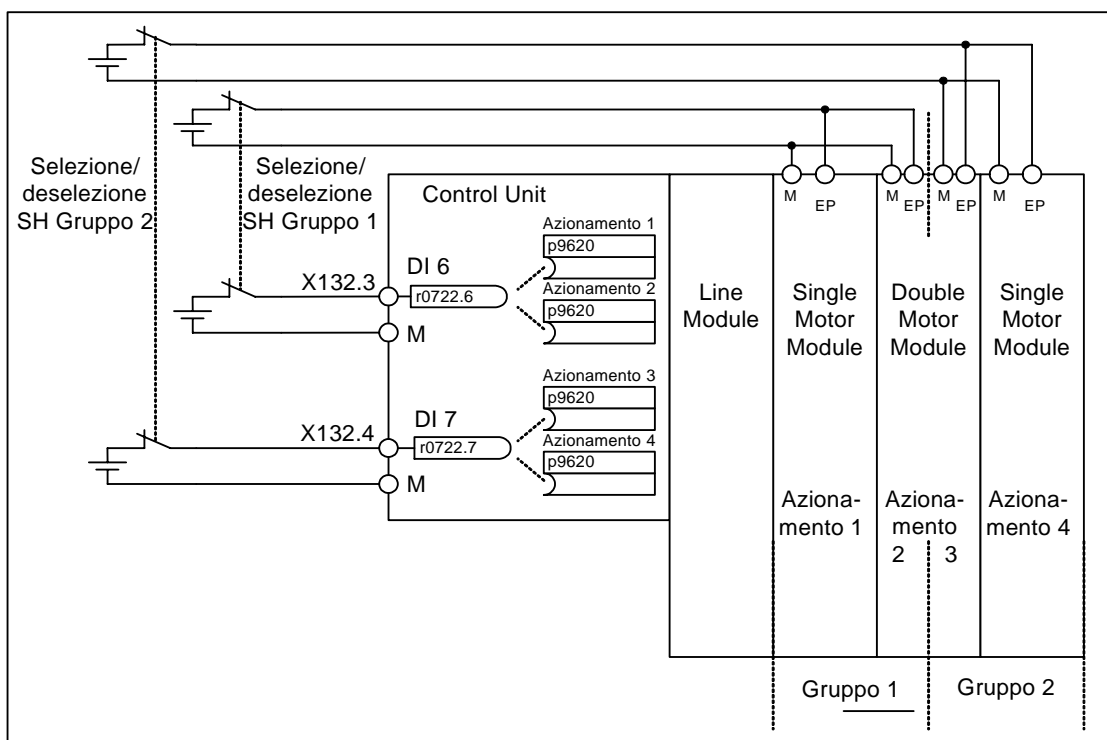 Selezione/
deselezione
SH Gruppo 2
Selezione/
deselezione
SH Gruppo 1
Control Unit
X132.3
DI 6
r0722.6
M
Azionamento 1
p9620
Azionamento 2
p9620
X132.4
DI 7
r0722.7
M
Azionamento 3
p9620
Azionamento 4
p9620
Line
Module
M
EP
Single
Motor
Module
Aziona-
mento 1
M
EP
M
EP
Double
Motor
Module
Aziona-
mento
2
3
M
EP
Single
Motor
Module
Aziona-
mento 4
Gruppo 1
Gruppo 2